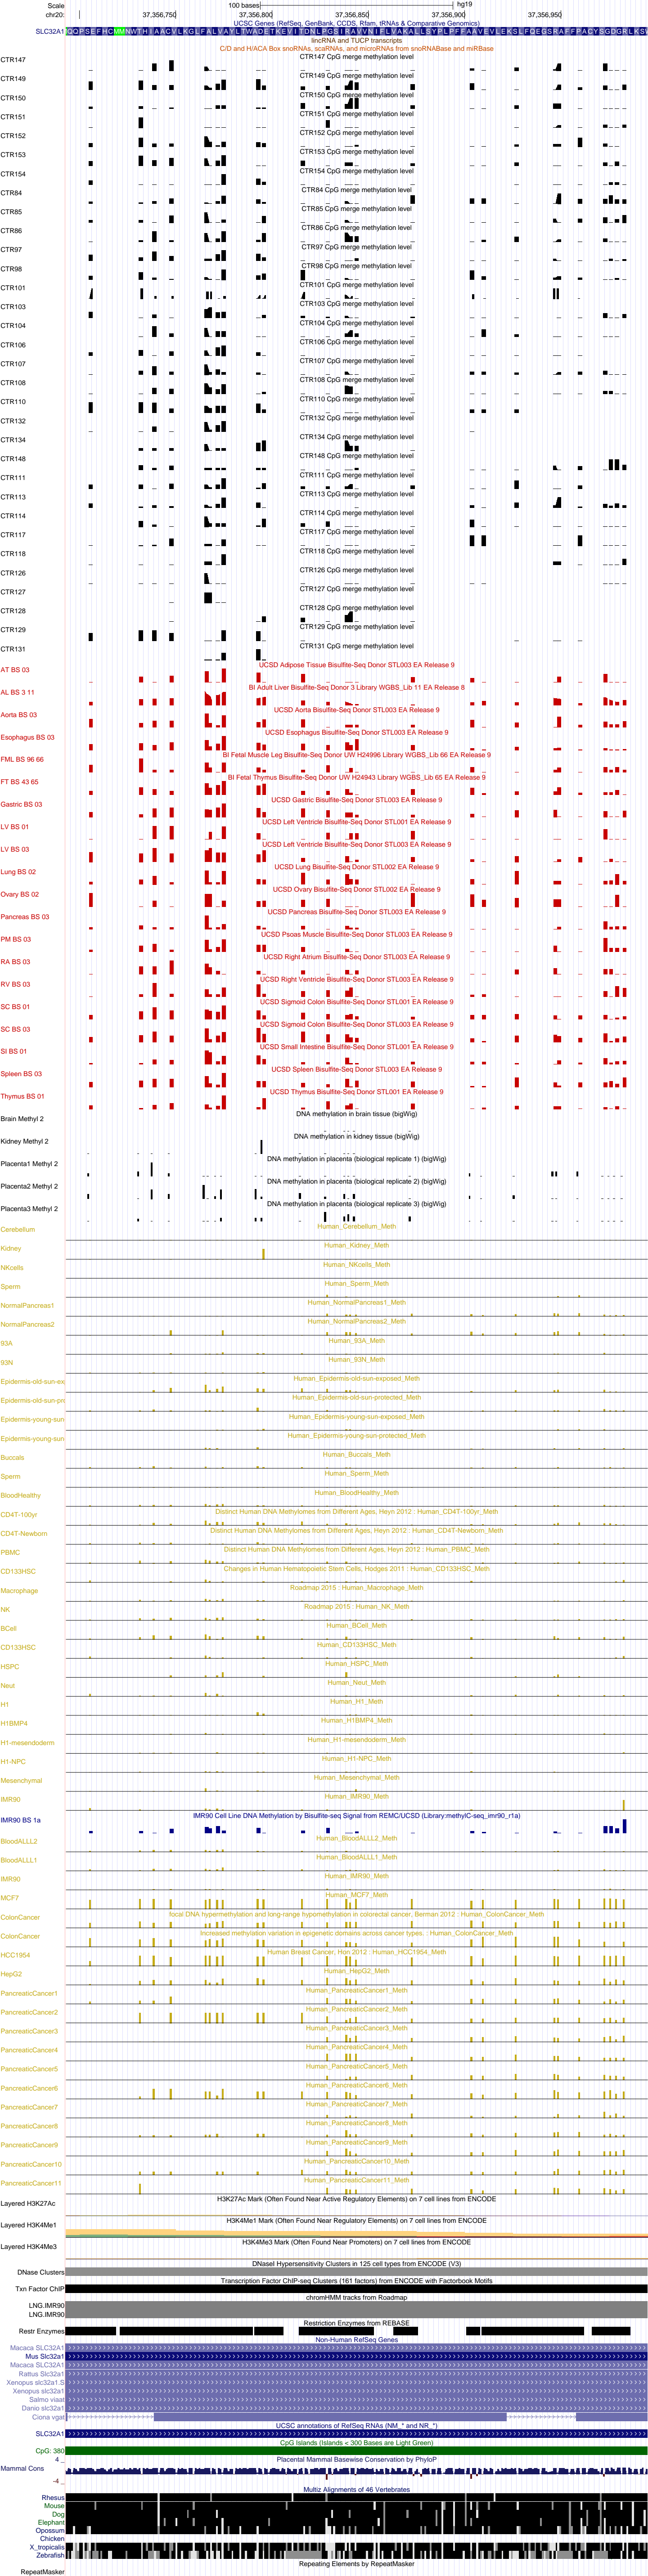 Scale 100 bases hg19
chr20: 37,356,750 37,356,800 37,356,850 37,356,900 37,356,950
UCSC Genes (RefSeq, GenBank, CCDS, Rfam, tRNAs & Comparative Genomics)
SLC32A1
lincRNA and TUCP transcripts
C/D and H/ACA Box snoRNAs, scaRNAs, and microRNAs from snoRNABase and miRBase
CTR147 CTR147 CpG merge methylation level
CTR149 CTR149 CpG merge methylation level
CTR150 CTR150 CpG merge methylation level
CTR151 CTR151 CpG merge methylation level
CTR152 CTR152 CpG merge methylation level
CTR153 CTR153 CpG merge methylation level
CTR154 CTR154 CpG merge methylation level
CTR84 CTR84 CpG merge methylation level
CTR85 CTR85 CpG merge methylation level
CTR86 CTR86 CpG merge methylation level
CTR97 CTR97 CpG merge methylation level
CTR98 CTR98 CpG merge methylation level
CTR101 CTR101 CpG merge methylation level
CTR103 CTR103 CpG merge methylation level
CTR104 CTR104 CpG merge methylation level
CTR106 CTR106 CpG merge methylation level
CTR107 CTR107 CpG merge methylation level
CTR108 CTR108 CpG merge methylation level
CTR110 CTR110 CpG merge methylation level
CTR132 CTR132 CpG merge methylation level
CTR134 CTR134 CpG merge methylation level
CTR148 CTR148 CpG merge methylation level
CTR111 CTR111 CpG merge methylation level
CTR113 CTR113 CpG merge methylation level
CTR114 CTR114 CpG merge methylation level
CTR117 CTR117 CpG merge methylation level
CTR118 CTR118 CpG merge methylation level
CTR126 CTR126 CpG merge methylation level
CTR127 CTR127 CpG merge methylation level
CTR128 CTR128 CpG merge methylation level
CTR129 CTR129 CpG merge methylation level
CTR131 CTR131 CpG merge methylation level
AT BS 03 UCSD Adipose Tissue Bisulfite-Seq Donor STL003 EA Release 9
AL BS 3 11 BI Adult Liver Bisulfite-Seq Donor 3 Library WGBS_Lib 11 EA Release 8
Aorta BS 03 UCSD Aorta Bisulfite-Seq Donor STL003 EA Release 9
Esophagus BS 03 UCSD Esophagus Bisulfite-Seq Donor STL003 EA Release 9
FML BS 96 66 BI Fetal Muscle Leg Bisulfite-Seq Donor UW H24996 Library WGBS_Lib 66 EA Release 9
FT BS 43 65 BI Fetal Thymus Bisulfite-Seq Donor UW H24943 Library WGBS_Lib 65 EA Release 9
Gastric BS 03 UCSD Gastric Bisulfite-Seq Donor STL003 EA Release 9
LV BS 01 UCSD Left Ventricle Bisulfite-Seq Donor STL001 EA Release 9
LV BS 03 UCSD Left Ventricle Bisulfite-Seq Donor STL003 EA Release 9
Lung BS 02 UCSD Lung Bisulfite-Seq Donor STL002 EA Release 9
Ovary BS 02 UCSD Ovary Bisulfite-Seq Donor STL002 EA Release 9
Pancreas BS 03 UCSD Pancreas Bisulfite-Seq Donor STL003 EA Release 9
PM BS 03 UCSD Psoas Muscle Bisulfite-Seq Donor STL003 EA Release 9
RA BS 03 UCSD Right Atrium Bisulfite-Seq Donor STL003 EA Release 9
RV BS 03 UCSD Right Ventricle Bisulfite-Seq Donor STL003 EA Release 9
SC BS 01 UCSD Sigmoid Colon Bisulfite-Seq Donor STL001 EA Release 9
SC BS 03 UCSD Sigmoid Colon Bisulfite-Seq Donor STL003 EA Release 9
SI BS 01 UCSD Small Intestine Bisulfite-Seq Donor STL001 EA Release 9
Spleen BS 03 UCSD Spleen Bisulfite-Seq Donor STL003 EA Release 9
Thymus BS 01 UCSD Thymus Bisulfite-Seq Donor STL001 EA Release 9
Brain Methyl 2 DNA methylation in brain tissue (bigWig)
Kidney Methyl 2 DNA methylation in kidney tissue (bigWig)
Placenta1 Methyl 2 DNA methylation in placenta (biological replicate 1) (bigWig)
Placenta2 Methyl 2 DNA methylation in placenta (biological replicate 2) (bigWig)
Placenta3 Methyl 2 DNA methylation in placenta (biological replicate 3) (bigWig)
Cerebellum Human_Cerebellum_Meth
Kidney Human_Kidney_Meth
NKcells Human_NKcells_Meth
Sperm Human_Sperm_Meth
NormalPancreas1 Human_NormalPancreas1_Meth
NormalPancreas2 Human_NormalPancreas2_Meth
93A Human_93A_Meth
93N Human_93N_Meth
Epidermis-old-sun-ex Human_Epidermis-old-sun-exposed_Meth
Epidermis-old-sun-pro Human_Epidermis-old-sun-protected_Meth
Epidermis-young-sun Human_Epidermis-young-sun-exposed_Meth
Epidermis-young-sun Human_Epidermis-young-sun-protected_Meth
Buccals Human_Buccals_Meth
Sperm Human_Sperm_Meth
BloodHealthy Human_BloodHealthy_Meth
CD4T-100yr Distinct Human DNA Methylomes from Different Ages, Heyn 2012 : Human_CD4T-100yr_Meth
CD4T-Newborn Distinct Human DNA Methylomes from Different Ages, Heyn 2012 : Human_CD4T-Newborn_Meth
PBMC Distinct Human DNA Methylomes from Different Ages, Heyn 2012 : Human_PBMC_Meth
CD133HSC Changes in Human Hematopoietic Stem Cells, Hodges 2011 : Human_CD133HSC_Meth
Macrophage Roadmap 2015 : Human_Macrophage_Meth
NK Roadmap 2015 : Human_NK_Meth
BCell Human_BCell_Meth
CD133HSC Human_CD133HSC_Meth
HSPC Human_HSPC_Meth
Neut Human_Neut_Meth
H1 Human_H1_Meth
H1BMP4 Human_H1BMP4_Meth
H1-mesendoderm Human_H1-mesendoderm_Meth
H1-NPC Human_H1-NPC_Meth
Mesenchymal Human_Mesenchymal_Meth
IMR90 Human_IMR90_Meth
IMR90 BS 1a IMR90 Cell Line DNA Methylation by Bisulfite-seq Signal from REMC/UCSD (Library:methylC-seq_imr90_r1a)
BloodALLL2 Human_BloodALLL2_Meth
BloodALLL1 Human_BloodALLL1_Meth
IMR90 Human_IMR90_Meth
MCF7 Human_MCF7_Meth
ColonCancer focal DNA hypermethylation and long-range hypomethylation in colorectal cancer, Berman 2012 : Human_ColonCancer_Meth
ColonCancer Increased methylation variation in epigenetic domains across cancer types. : Human_ColonCancer_Meth
HCC1954 Human Breast Cancer, Hon 2012 : Human_HCC1954_Meth
HepG2 Human_HepG2_Meth
PancreaticCancer1 Human_PancreaticCancer1_Meth
PancreaticCancer2 Human_PancreaticCancer2_Meth
PancreaticCancer3 Human_PancreaticCancer3_Meth
PancreaticCancer4 Human_PancreaticCancer4_Meth
PancreaticCancer5 Human_PancreaticCancer5_Meth
PancreaticCancer6 Human_PancreaticCancer6_Meth
PancreaticCancer7 Human_PancreaticCancer7_Meth
PancreaticCancer8 Human_PancreaticCancer8_Meth
PancreaticCancer9 Human_PancreaticCancer9_Meth
PancreaticCancer10 Human_PancreaticCancer10_Meth
PancreaticCancer11 Human_PancreaticCancer11_Meth
Layered H3K27Ac H3K27Ac Mark (Often Found Near Active Regulatory Elements) on 7 cell lines from ENCODE
Layered H3K4Me1 H3K4Me1 Mark (Often Found Near Regulatory Elements) on 7 cell lines from ENCODE
Layered H3K4Me3 H3K4Me3 Mark (Often Found Near Promoters) on 7 cell lines from ENCODE
DNaseI Hypersensitivity Clusters in 125 cell types from ENCODE (V3)
DNase Clusters
Transcription Factor ChIP-seq Clusters (161 factors) from ENCODE with Factorbook Motifs
Txn Factor ChIP
chromHMM tracks from Roadmap
LNG.IMR90
LNG.IMR90
Restriction Enzymes from REBASE
Restr Enzymes
Non-Human RefSeq Genes
Macaca SLC32A1
Mus Slc32a1
Macaca SLC32A1
Rattus Slc32a1
Xenopus slc32a1.S
Xenopus slc32a1
Salmo viaat
Danio slc32a1
Ciona vgat
UCSC annotations of RefSeq RNAs (NM_* and NR_*)
SLC32A1
CpG Islands (Islands < 300 Bases are Light Green)
CpG: 380
Placental Mammal Basewise Conservation by PhyloP
4 _
Mammal Cons
-4 _
Multiz Alignments of 46 Vertebrates
Rhesus
Mouse
Dog
Elephant
Opossum
Chicken
X_tropicalis
Zebrafish
Repeating Elements by RepeatMasker
RepeatMasker